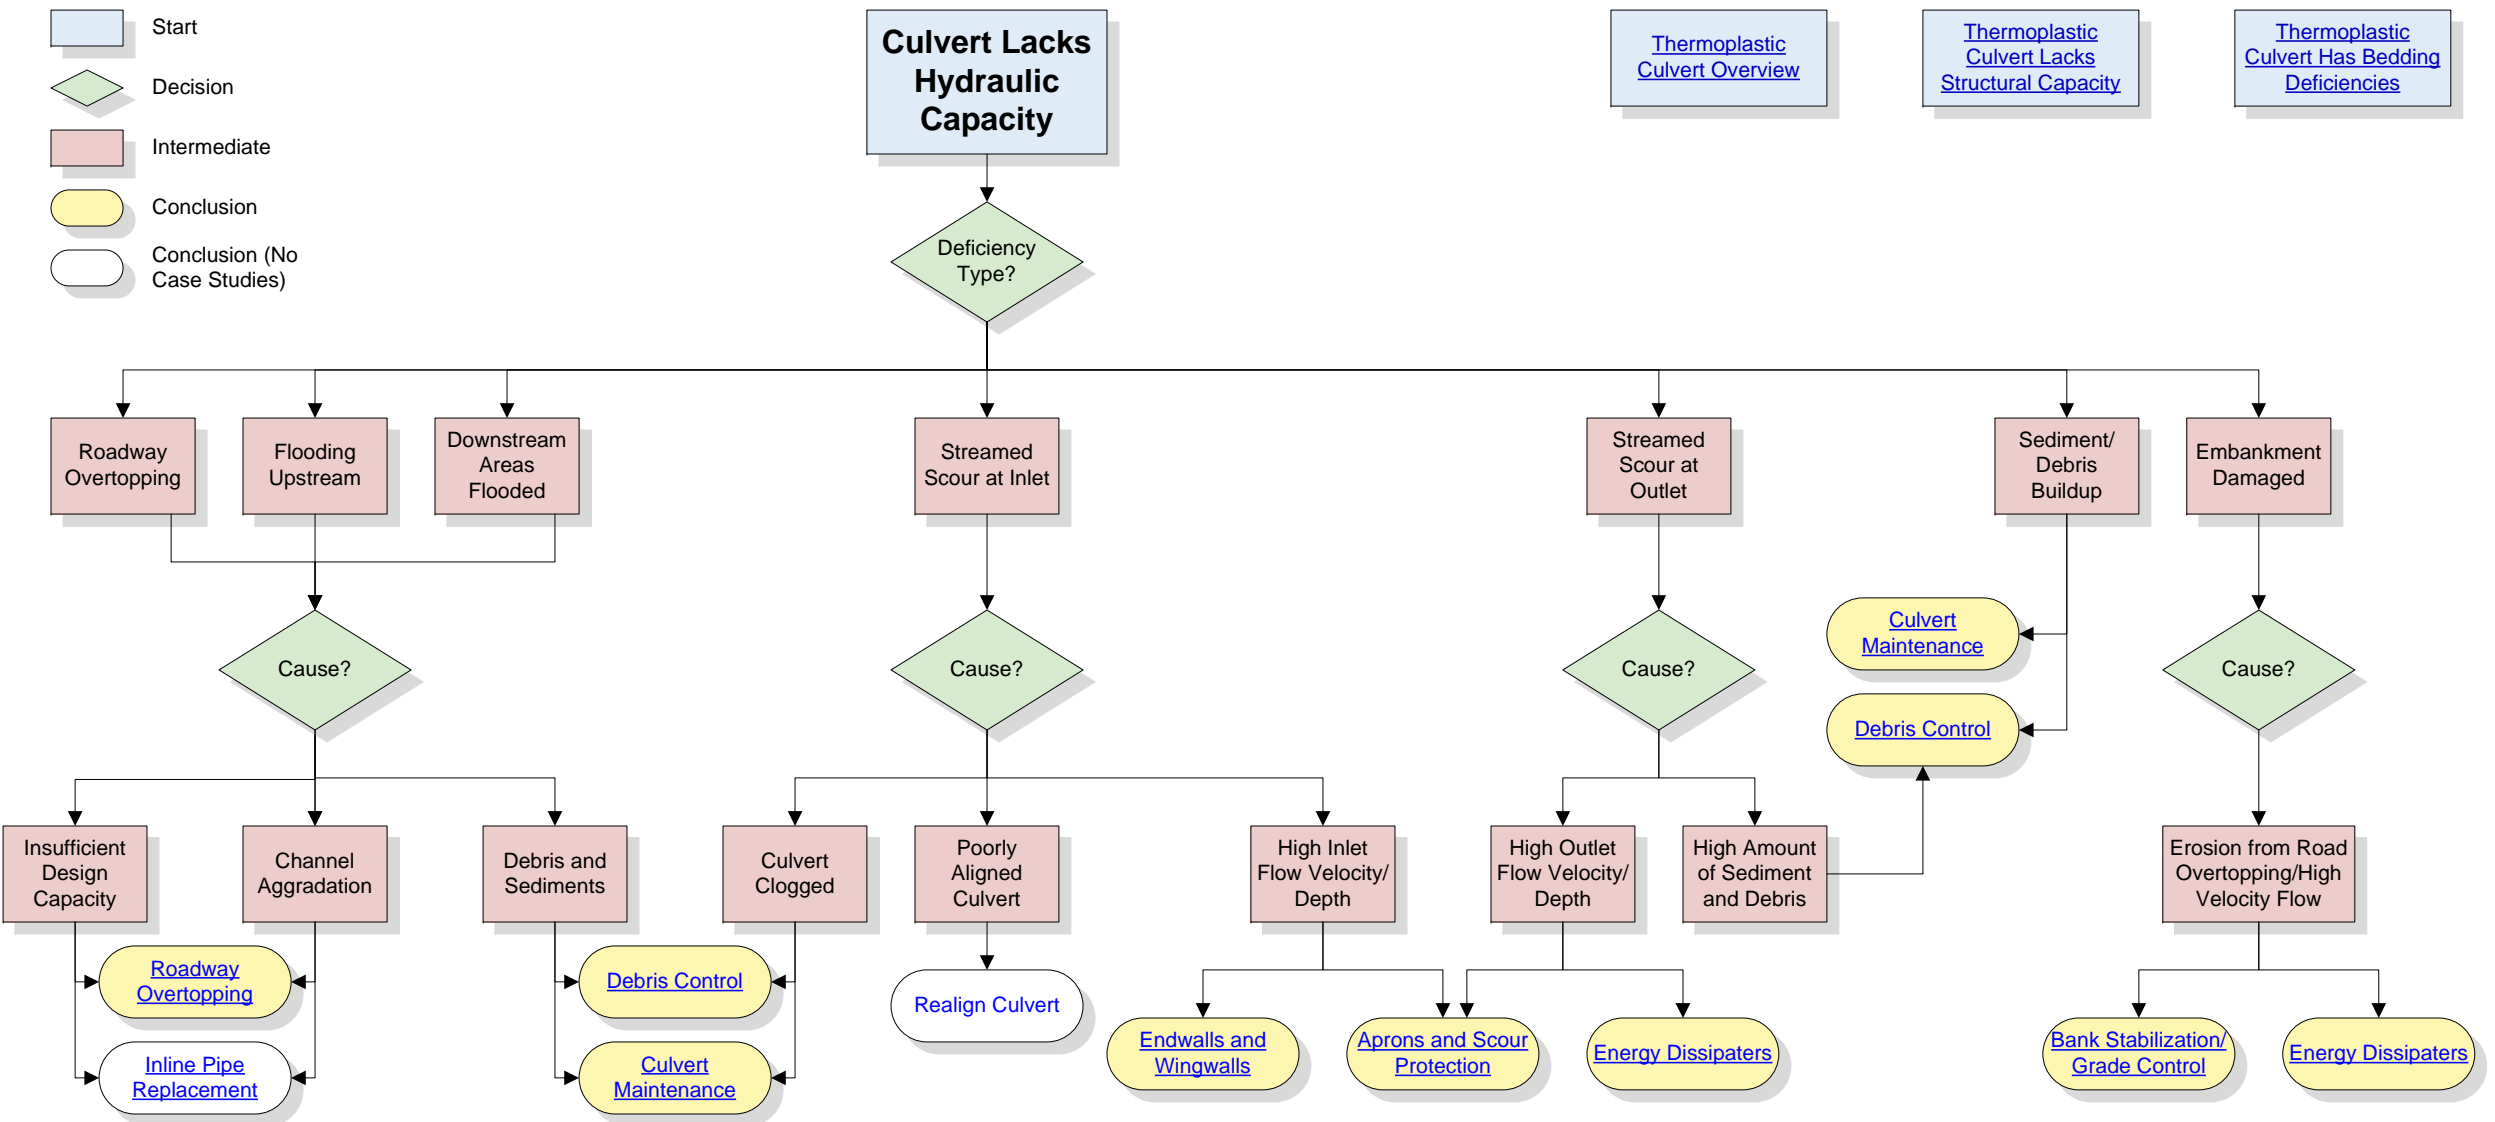 Start
Decision
Intermediate
Conclusion
Conclusion (No
Case Studies)
Culvert Lacks
Hydraulic
Capacity
Thermoplastic
Culvert Overview
Thermoplastic
Culvert Lacks
Structural Capacity
Thermoplastic
Culvert Has Bedding
Deficiencies
Deficiency
Type?
Roadway
Overtopping
Flooding
Upstream
Downstream
Areas
Flooded
Streamed
Scour at Inlet
Streamed
Scour at
Outlet
Sediment/
Debris
Buildup
Embankment
Damaged
Cause?
Cause?
Cause?
Culvert
Maintenance
Debris Control
Cause?
Insufficient
Design
Capacity
Channel
Aggradation
Debris and
Sediments
Culvert
Clogged
Poorly
Aligned
Culvert
High Inlet
Flow Velocity/
Depth
High Outlet
Flow Velocity/
Depth
High Amount
of Sediment
and Debris
Erosion from Road
Overtopping/High
Velocity Flow
Roadway
Overtopping
Debris Control
Realign Culvert
Inline Pipe
Replacement
Culvert
Maintenance
Endwalls and
Wingwalls
Aprons and Scour
Protection
Energy Dissipaters
Bank Stabilization/
Grade Control
Energy Dissipaters